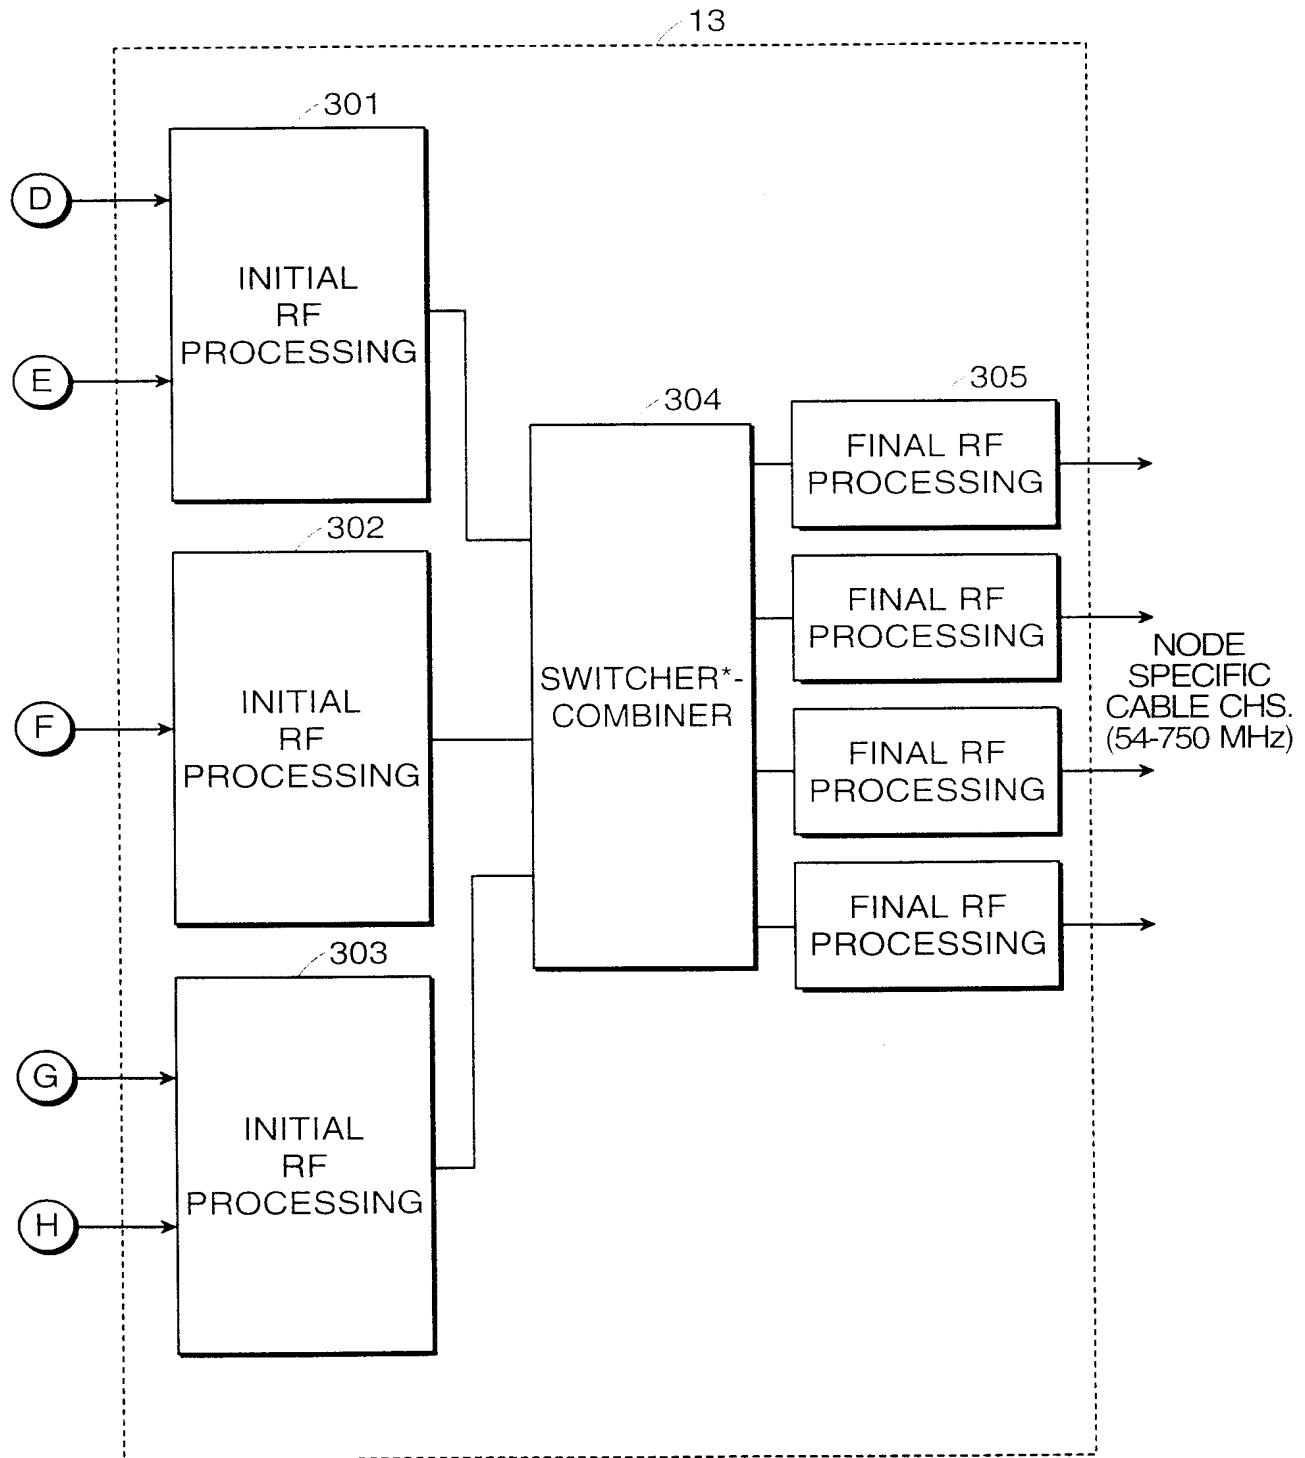 13
301
D
INITIAL
RF
PROCESSING
E
305
304
FINAL RF
PROCESSING
302
FINAL RF
PROCESSING
NODE
SPECIFIC
CABLE CHS.
(54-750 MHz)
SWITCHER*-
COMBINER
F
INITIAL
RF
PROCESSING
FINAL RF
PROCESSING
FINAL RF
PROCESSING
303
G
INITIAL
RF
PROCESSING
H